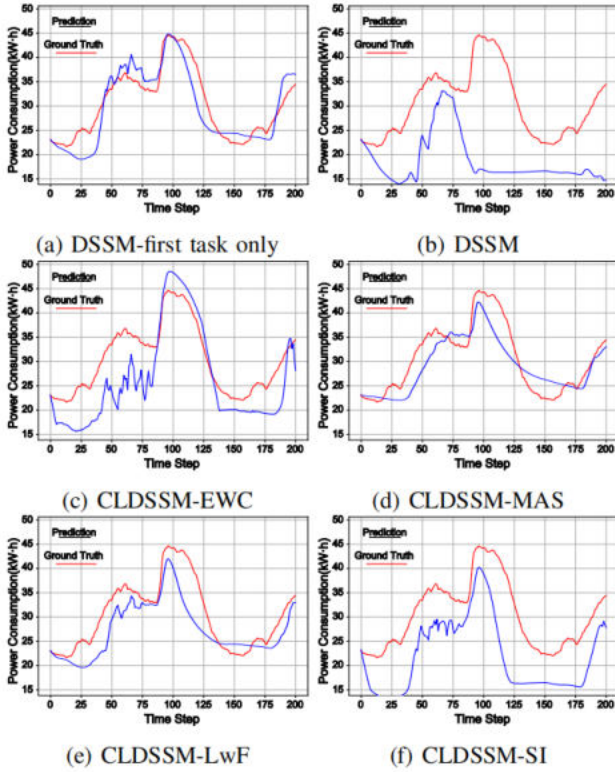 Prediction
Ground Truth
Power Consumption(kW·h)
50
45
40
35
30
25
20
15
0 25 50 75 100 125 150 175 200
Time Step
(a) DSSM-first task only
Prediction
Ground Truth
Power Consumption(kW·h)
50
45
40
35
30
25
20
15
0 25 50 75 100 125 150 175 200
Time Step
(b) DSSM
Prediction
Ground Truth
Power Consumption(kW·h)
50
45
40
35
30
25
20
15
0 25 50 75 100 125 150 175 200
Time Step
(c) CLDSSM-EWC
Prediction
Ground Truth
Power Consumption(kW·h)
50
45
40
35
30
25
20
15
0 25 50 75 100 125 150 175 200
Time Step
(d) CLDSSM-MAS
Prediction
Ground Truth
Power Consumption(kW·h)
50
45
40
35
30
25
20
15
0 25 50 75 100 125 150 175 200
Time Step
(e) CLDSSM-LwF
Prediction
Ground Truth
Power Consumption(kW·h)
50
45
40
35
30
25
20
15
0 25 50 75 100 125 150 175 200
Time Step
(f) CLDSSM-SI